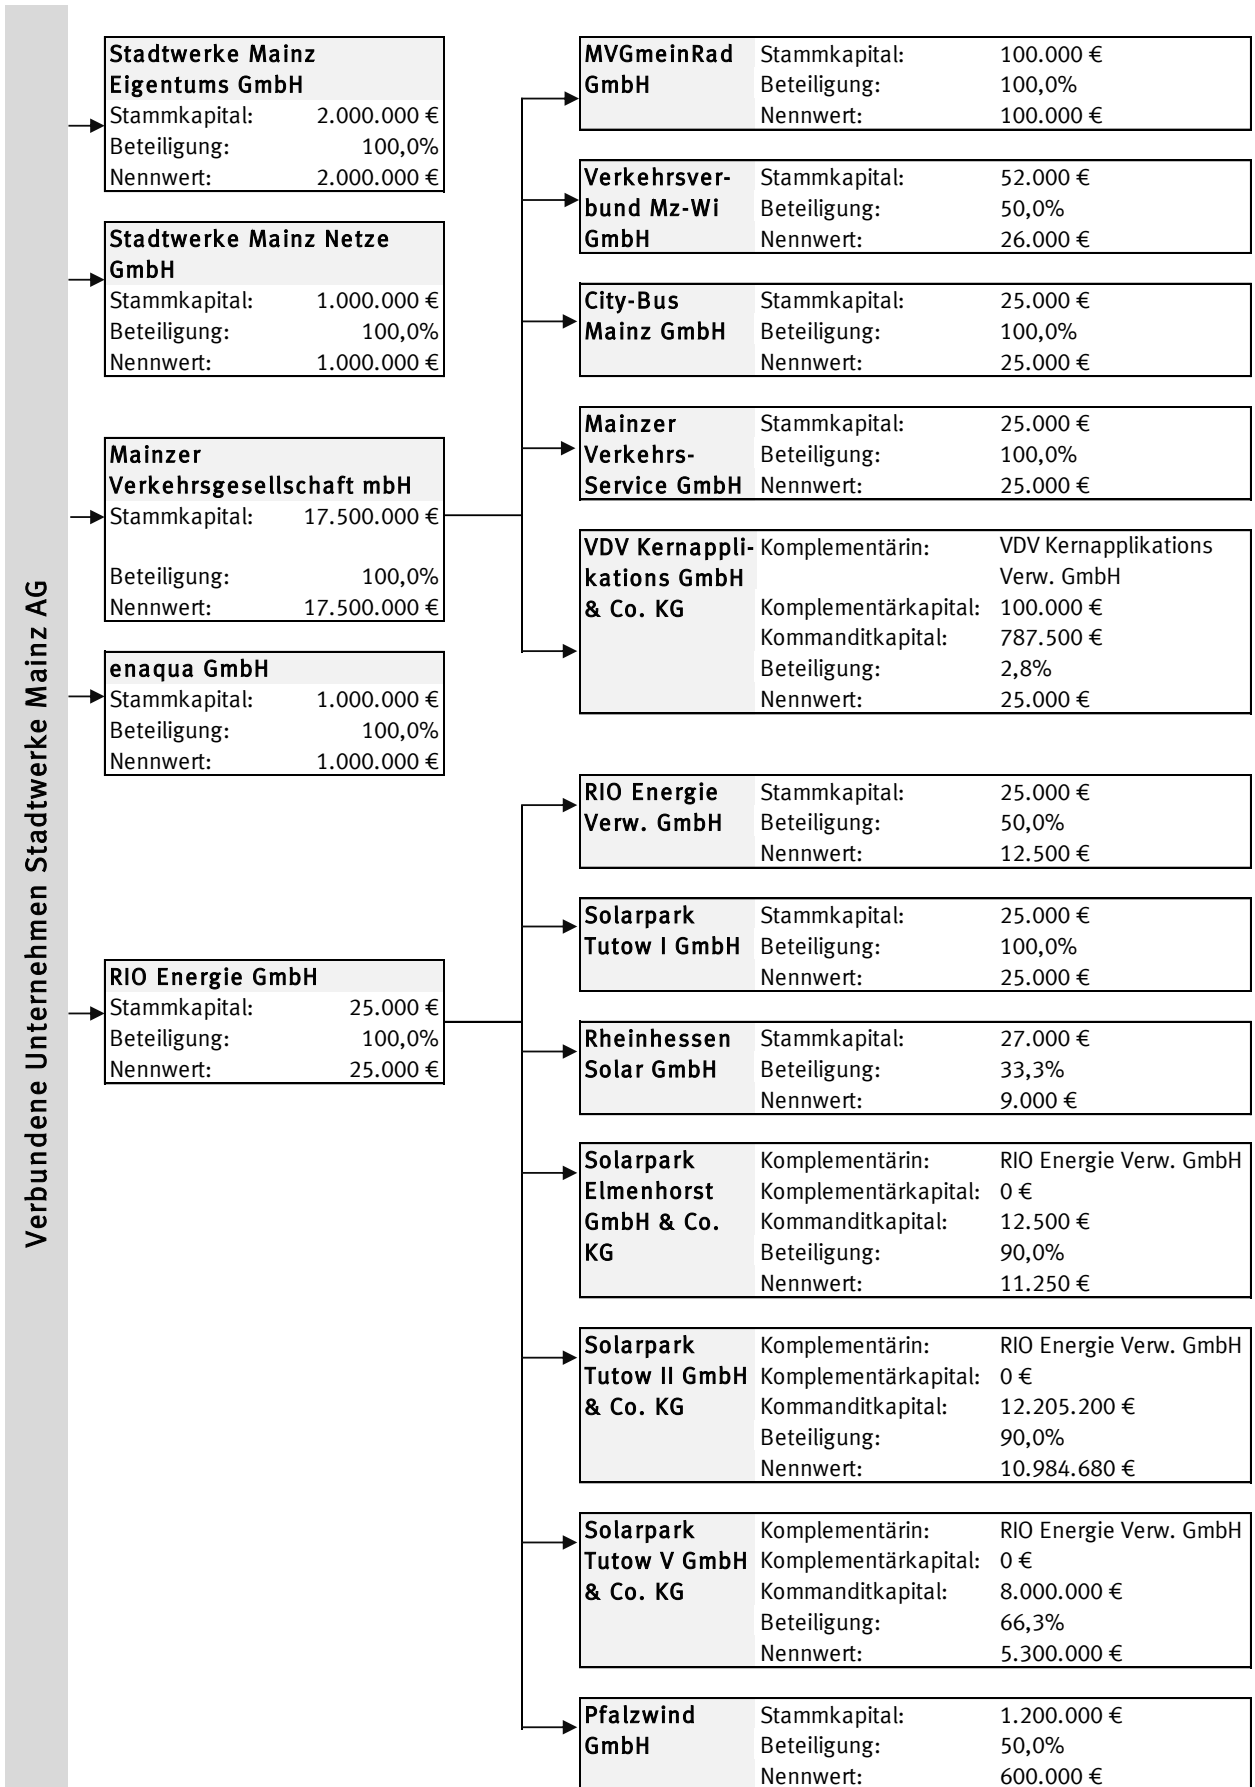 Verbundene Unternehmen Stadtwerke Mainz AG
Stadtwerke Mainz
Eigentums GmbH
Stammkapital: 2.000.000 €
Beteiligung: 100,0%
Nennwert: 2.000.000 €
Stadtwerke Mainz Netze
GmbH
Stammkapital: 1.000.000 €
Beteiligung: 100,0%
Nennwert: 1.000.000 €
Mainzer
Verkehrsgesellschaft mbH
Stammkapital: 17.500.000 €
Beteiligung: 100,0%
Nennwert: 17.500.000 €
enaqua GmbH
Stammkapital: 1.000.000 €
Beteiligung: 100,0%
Nennwert: 1.000.000 €
RIO Energie GmbH
Stammkapital: 25.000 €
Beteiligung: 100,0%
Nennwert: 25.000 €
MVGmeinRad Stammkapital: 100.000 €
GmbH Beteiligung: 100,0%
Nennwert: 100.000 €
Verkehrsver- Stammkapital: 52.000 €
bund Mz-Wi Beteiligung: 50,0%
GmbH Nennwert: 26.000 €
City-Bus Stammkapital: 25.000 €
Mainz GmbH Beteiligung: 100,0%
Nennwert: 25.000 €
Mainzer Stammkapital: 25.000 €
Verkehrs- Beteiligung: 100,0%
Service GmbH Nennwert: 25.000 €
VDV Kernappli- Komplementärin: VDV Kernapplikations
kations GmbH Verw. GmbH
& Co. KG Komplementärkapital: 100.000 €
Kommanditkapital: 787.500 €
Beteiligung: 2,8%
Nennwert: 25.000 €
RIO Energie Stammkapital: 25.000 €
Verw. GmbH Beteiligung: 50,0%
Nennwert: 12.500 €
Solarpark Stammkapital: 25.000 €
Tutow I GmbH Beteiligung: 100,0%
Nennwert: 25.000 €
Rheinhessen Stammkapital: 27.000 €
Solar GmbH Beteiligung: 33,3%
Nennwert: 9.000 €
Solarpark Komplementärin: RIO Energie Verw. GmbH
Elmenhorst Komplementärkapital: 0 €
GmbH & Co. Kommanditkapital: 12.500 €
KG Beteiligung: 90,0%
Nennwert: 11.250 €
Solarpark Komplementärin: RIO Energie Verw. GmbH
Tutow II GmbH Komplementärkapital: 0 €
& Co. KG Kommanditkapital: 12.205.200 €
Beteiligung: 90,0%
Nennwert: 10.984.680 €
Solarpark Komplementärin: RIO Energie Verw. GmbH
Tutow V GmbH Komplementärkapital: 0 €
& Co. KG Kommanditkapital: 8.000.000 €
Beteiligung: 66,3%
Nennwert: 5.300.000 €
Pfalzwind Stammkapital: 1.200.000 €
GmbH Beteiligung: 50,0%
Nennwert: 600.000 €